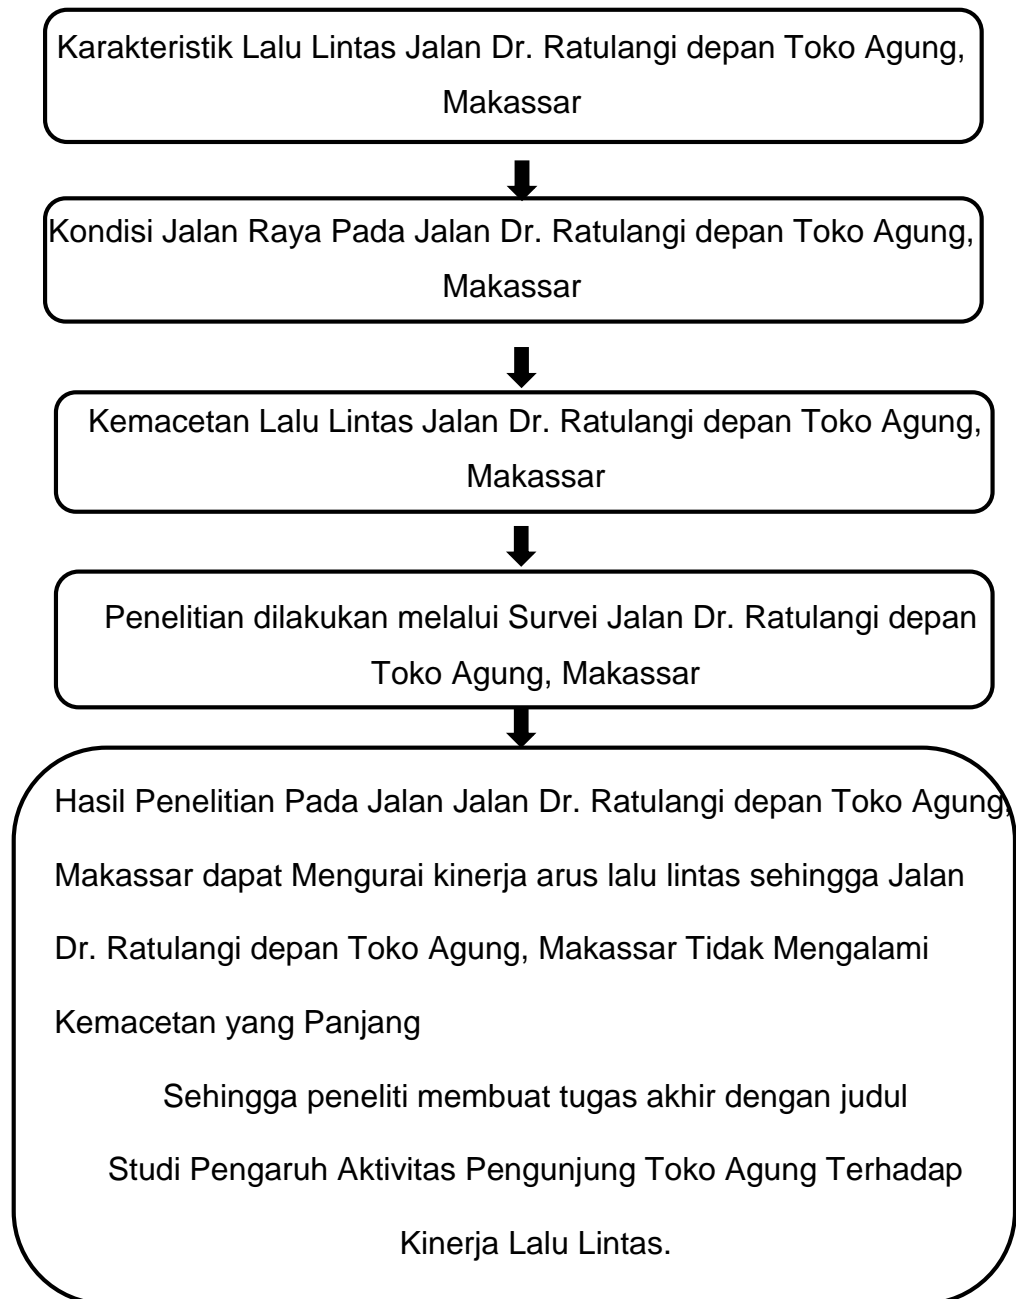 Karakteristik Lalu Lintas Jalan Dr. Ratulangi depan Toko Agung,
Makassar
Kondisi Jalan Raya Pada Jalan Dr. Ratulangi depan Toko Agung,
Makassar
Kemacetan Lalu Lintas Jalan Dr. Ratulangi depan Toko Agung,
Makassar
Penelitian dilakukan melalui Survei Jalan Dr. Ratulangi depan
Toko Agung, Makassar
Hasil Penelitian Pada Jalan Jalan Dr. Ratulangi depan Toko Agung,
Makassar dapat Mengurai kinerja arus lalu lintas sehingga Jalan
Dr. Ratulangi depan Toko Agung, Makassar Tidak Mengalami
Kemacetan yang Panjang
Sehingga peneliti membuat tugas akhir dengan judul
Studi Pengaruh Aktivitas Pengunjung Toko Agung Terhadap
Kinerja Lalu Lintas.